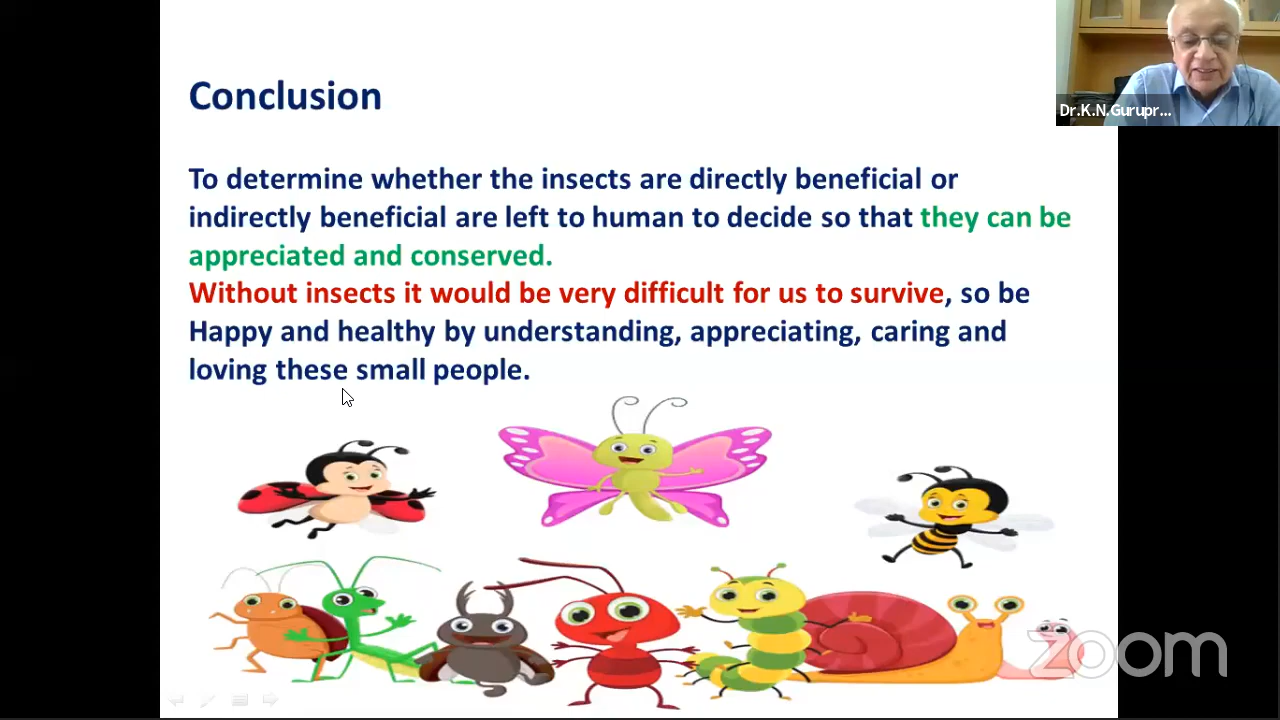 Dr.K.N.Gurupr...
Conclusion
To determine whether the insects are directly beneficial or
indirectly beneficial are left to human to decide so that they can be
appreciated and conserved.
Without insects it would be very difficult for us to survive, so be
Happy and healthy by understanding, appreciating, caring and
loving these small people.
zoom